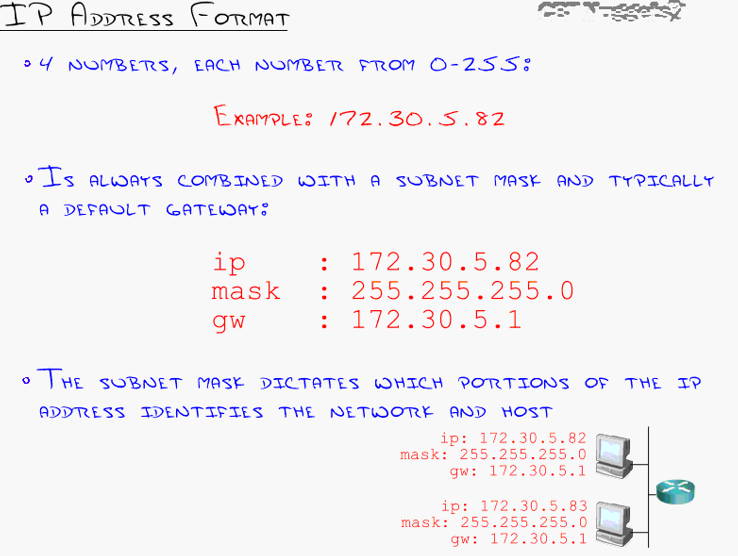 IP Address Format
4 numbers, each number from 0-255:
Example: 172.30.5.82
Is always combined with a subnet mask and typically
a default gateway:
ip : 172.30.5.82
mask : 255.255.255.0
gw : 172.30.5.1
The subnet mask dictates which portions of the IP
address identifies the network and host
ip: 172.30.5.82
mask: 255.255.255.0
gw: 172.30.5.1
ip: 172.30.5.83
mask: 255.255.255.0
gw: 172.30.5.1